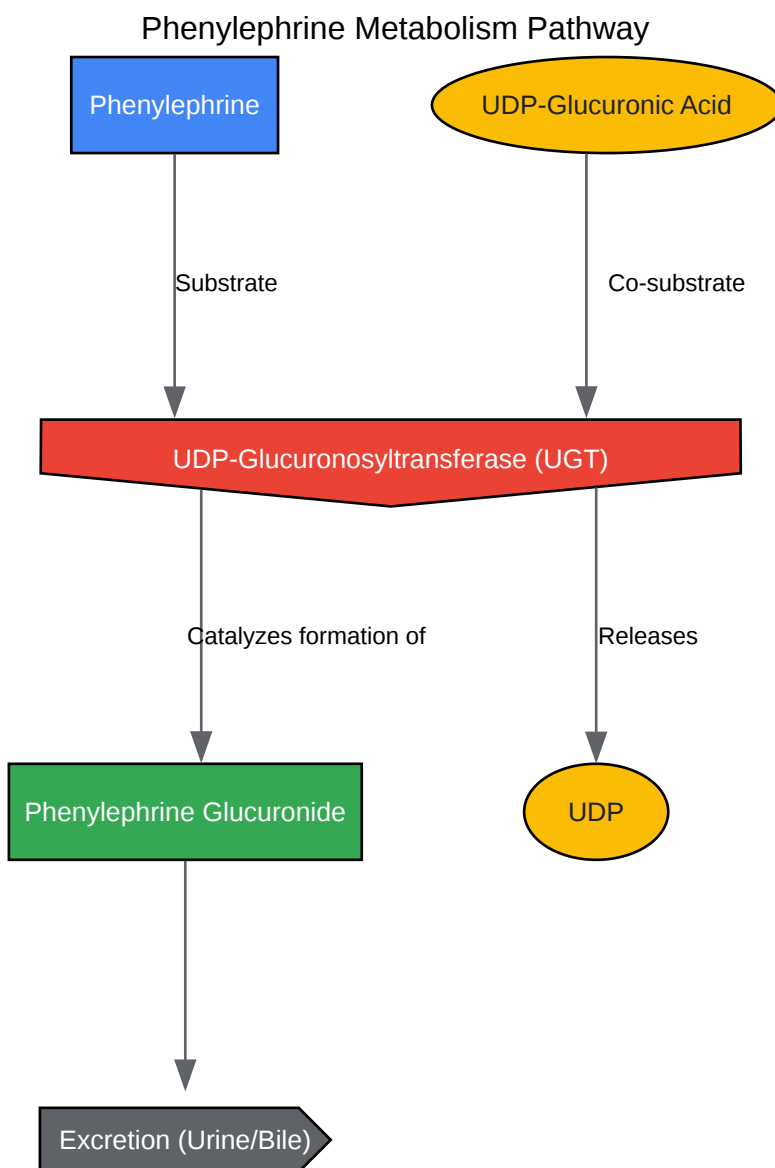 Phenylephrine Metabolism Pathway
Phenylephrine
UDP-Glucuronic Acid
Substrate
Co-substrate
UDP-Glucuronosyltransferase (UGT)
Catalyzes formation of
Releases
Phenylephrine Glucuronide
UDP
Excretion (Urine/Bile)